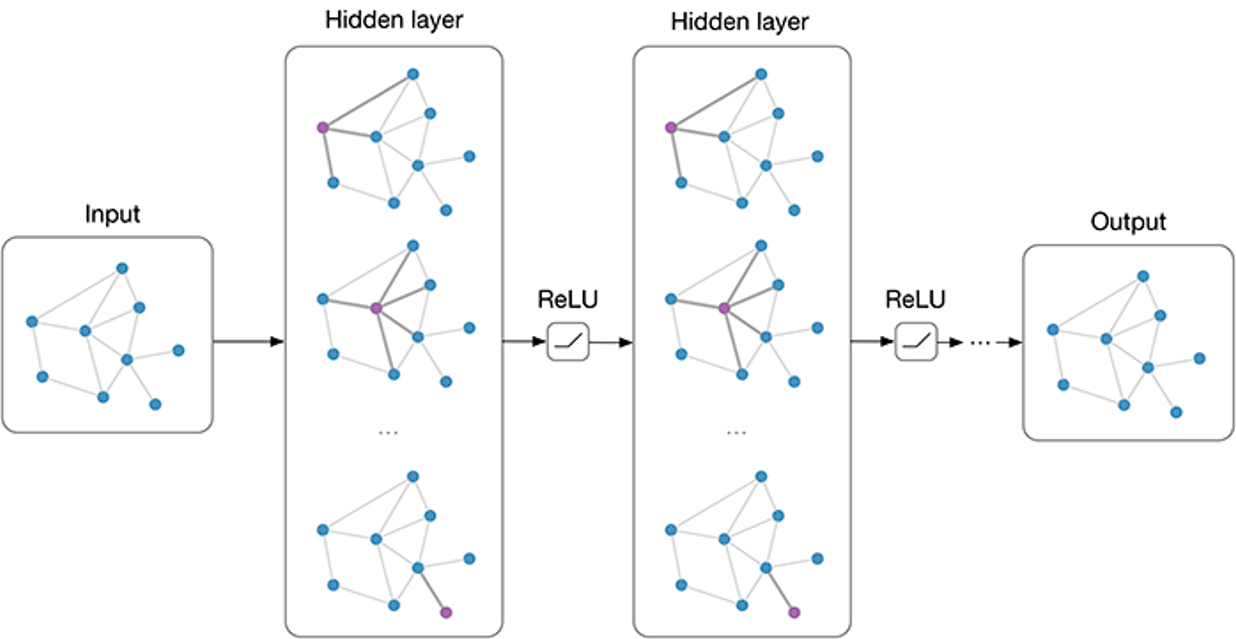 Hidden layer
Hidden layer
Input
Output
ReLU
ReLU
...
...
...